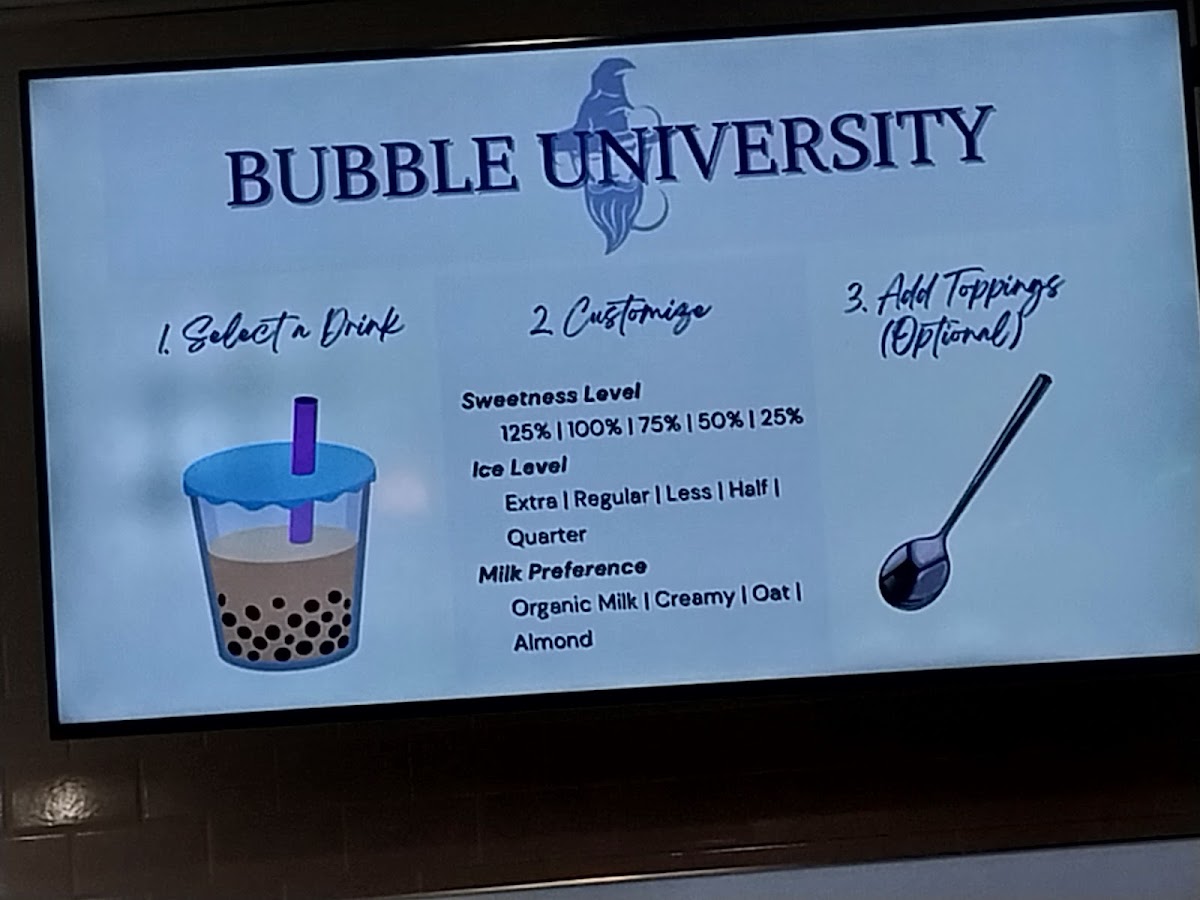 BUBBLE UNIVERSITY
1. Select a Drink
2. Customize
Sweetness Level
125% | 100% | 75% | 50% | 25%
Ice Level
Extra | Regular | Less | Half |
Quarter
Milk Preference
Organic Milk | Creamy | Oat |
Almond
3. Add Toppings
(Optional)